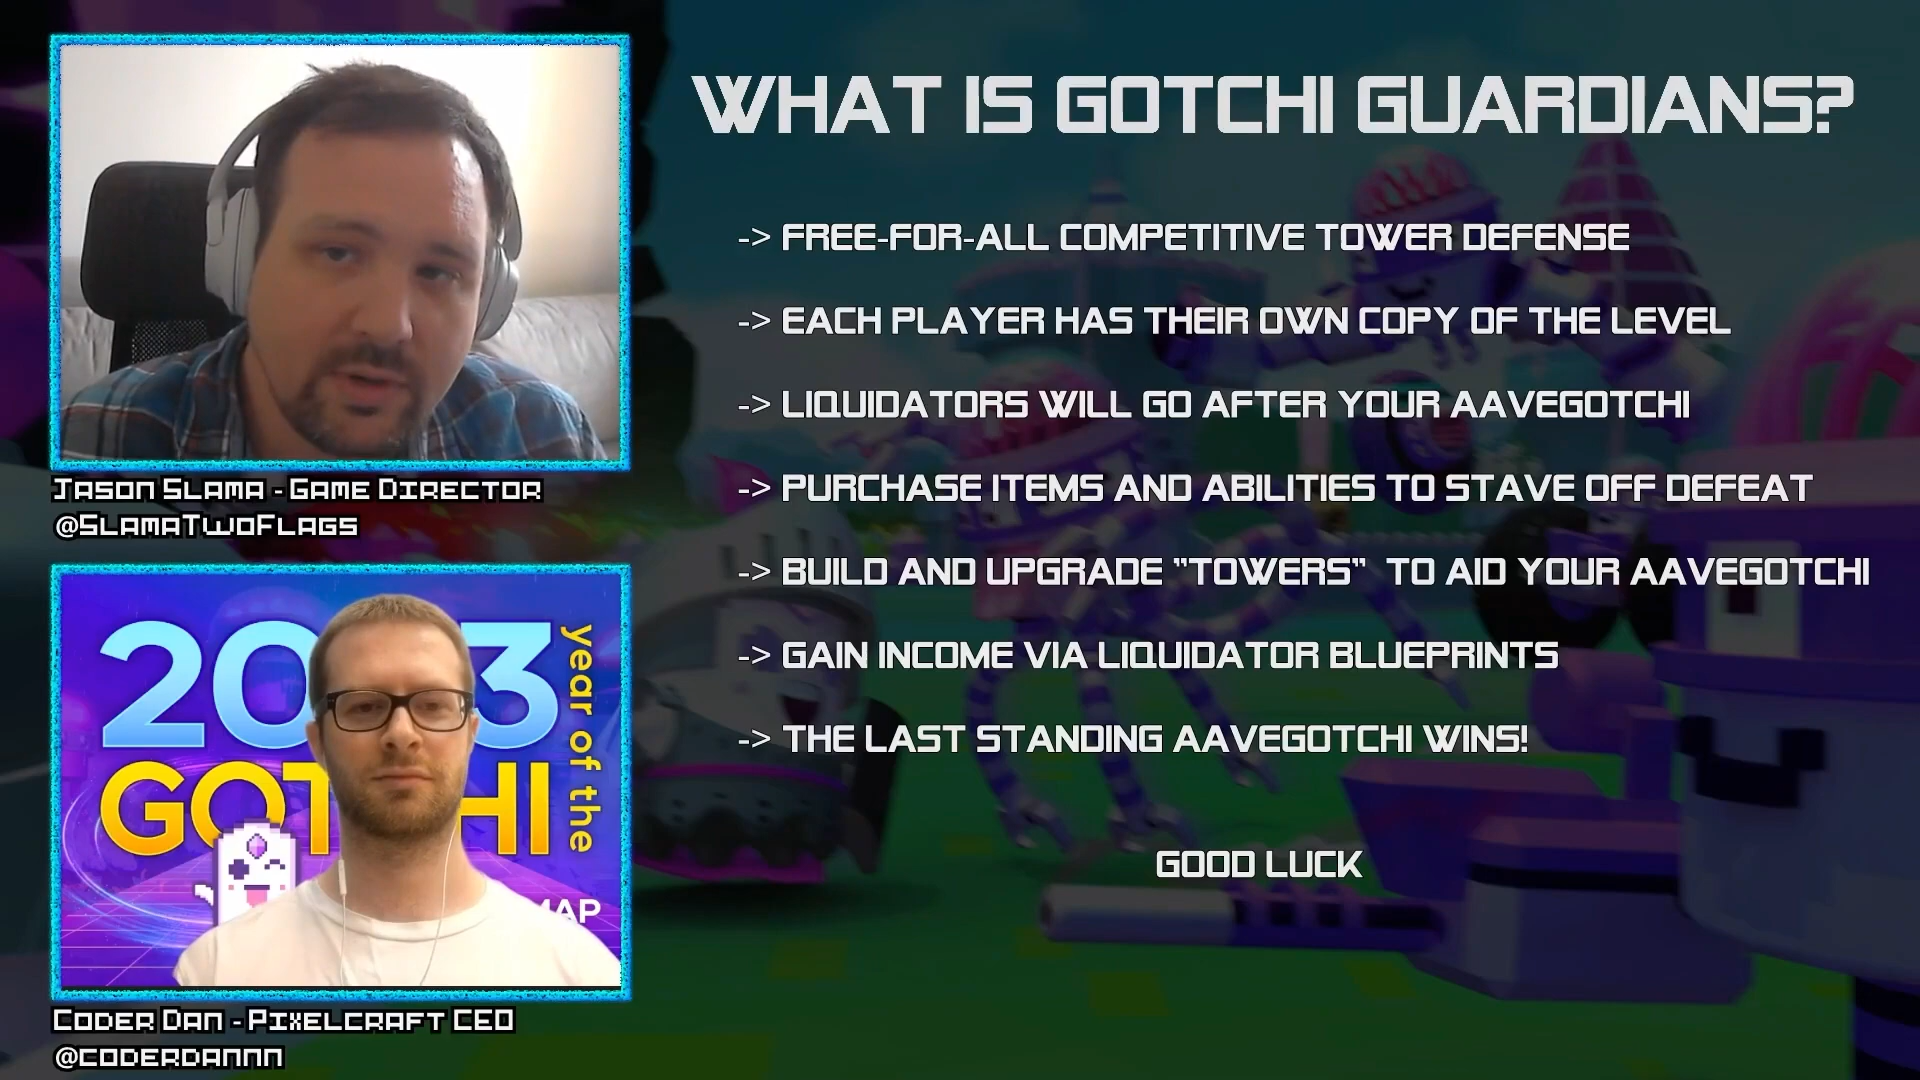 WHAT IS GOTCHI GUARDIANS?
-> FREE-FOR-ALL COMPETITIVE TOWER DEFENSE
-> EACH PLAYER HAS THEIR OWN COPY OF THE LEVEL
-> LIQUIDATORS WILL GO AFTER YOUR AAVEGOTCHI
-> PURCHASE ITEMS AND ABILITIES TO STAVE OFF DEFEAT
-> BUILD AND UPGRADE "TOWERS" TO AID YOUR AAVEGOTCHI
-> GAIN INCOME VIA LIQUIDATOR BLUEPRINTS
-> THE LAST STANDING AAVEGOTCHI WINS!
GOOD LUCK
Jason Slama - Game Director
@SlamaTwoFlags
year of the
Coder Dan - Pixelcraft CEO
@coderdannn